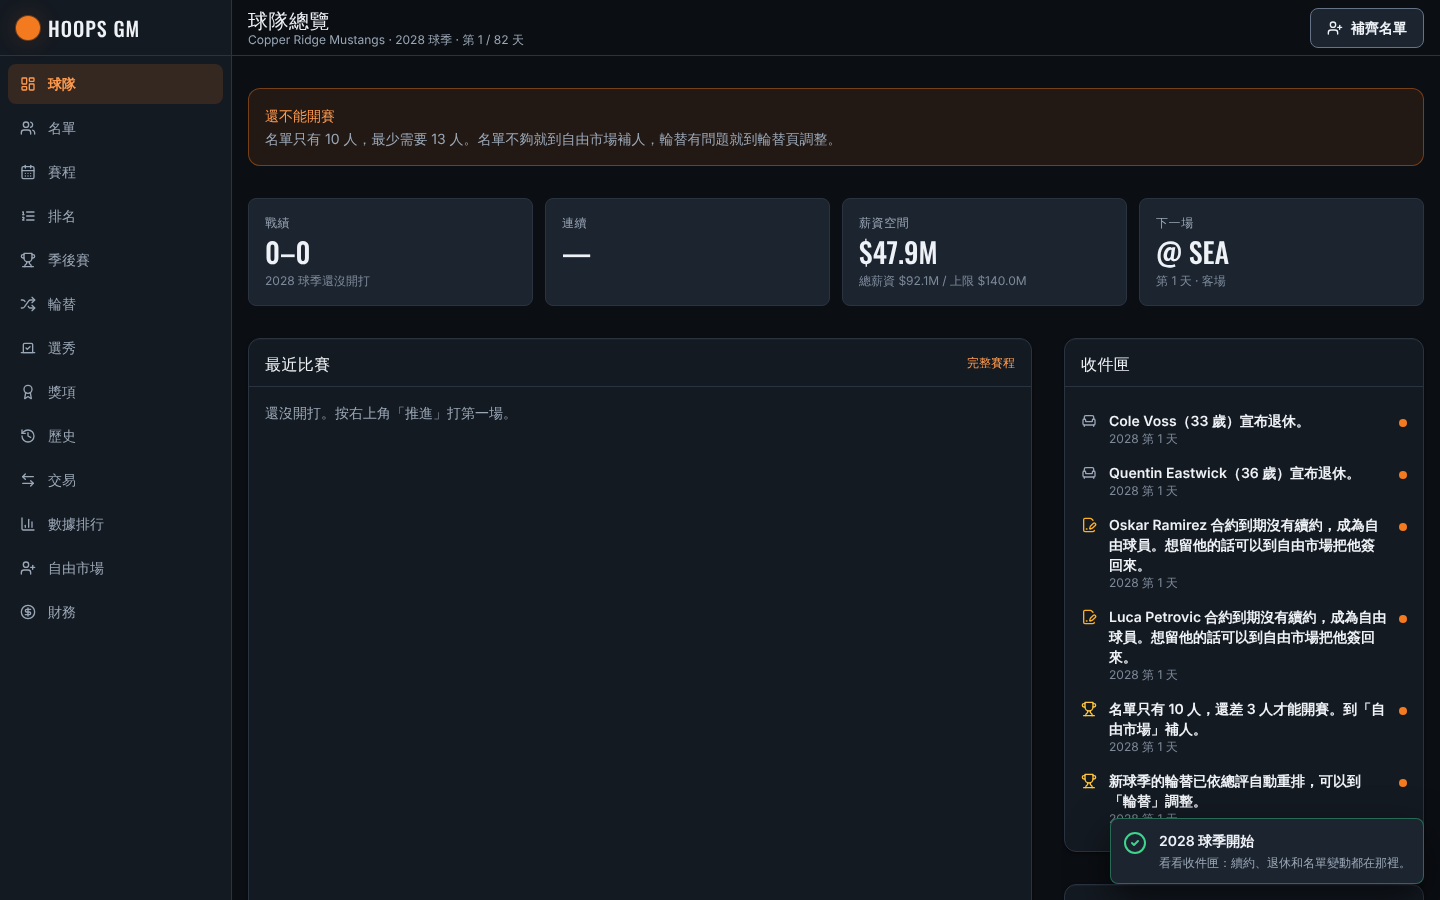 HOOPS GM
球隊
名單
賽程
排名
季後賽
輪替
選秀
獎項
歷史
交易
數據排行
自由市場
財務
球隊總覽
Copper Ridge Mustangs · 2028 球季 · 第 1 / 82 天
補齊名單
還不能開賽
名單只有 10 人，最少需要 13 人。名單不夠就到自由市場補人，輪替有問題就到輪替頁調整。
戰績
0–0
2028 球季還沒開打
連續
—
薪資空間
$47.9M
總薪資 $92.1M / 上限 $140.0M
下一場
@ SEA
第 1 天 · 客場
最近比賽
完整賽程
還沒開打。按右上角「推進」打第一場。
收件匣
Cole Voss（33 歲）宣布退休。
2028 第 1 天
Quentin Eastwick（36 歲）宣布退休。
2028 第 1 天
Oskar Ramirez 合約到期沒有續約，成為自
由球員。想留他的話可以到自由市場把他簽
回來。
2028 第 1 天
Luca Petrovic 合約到期沒有續約，成為自由
球員。想留他的話可以到自由市場把他簽回
來。
2028 第 1 天
名單只有 10 人，還差 3 人才能開賽。到「自
由市場」補人。
2028 第 1 天
新球季的輪替已依總評自動重排，可以到
「輪替」調整。
2028 第 1 天
2028 球季開始
看看收件匣：續約、退休和名單變動都在那裡。